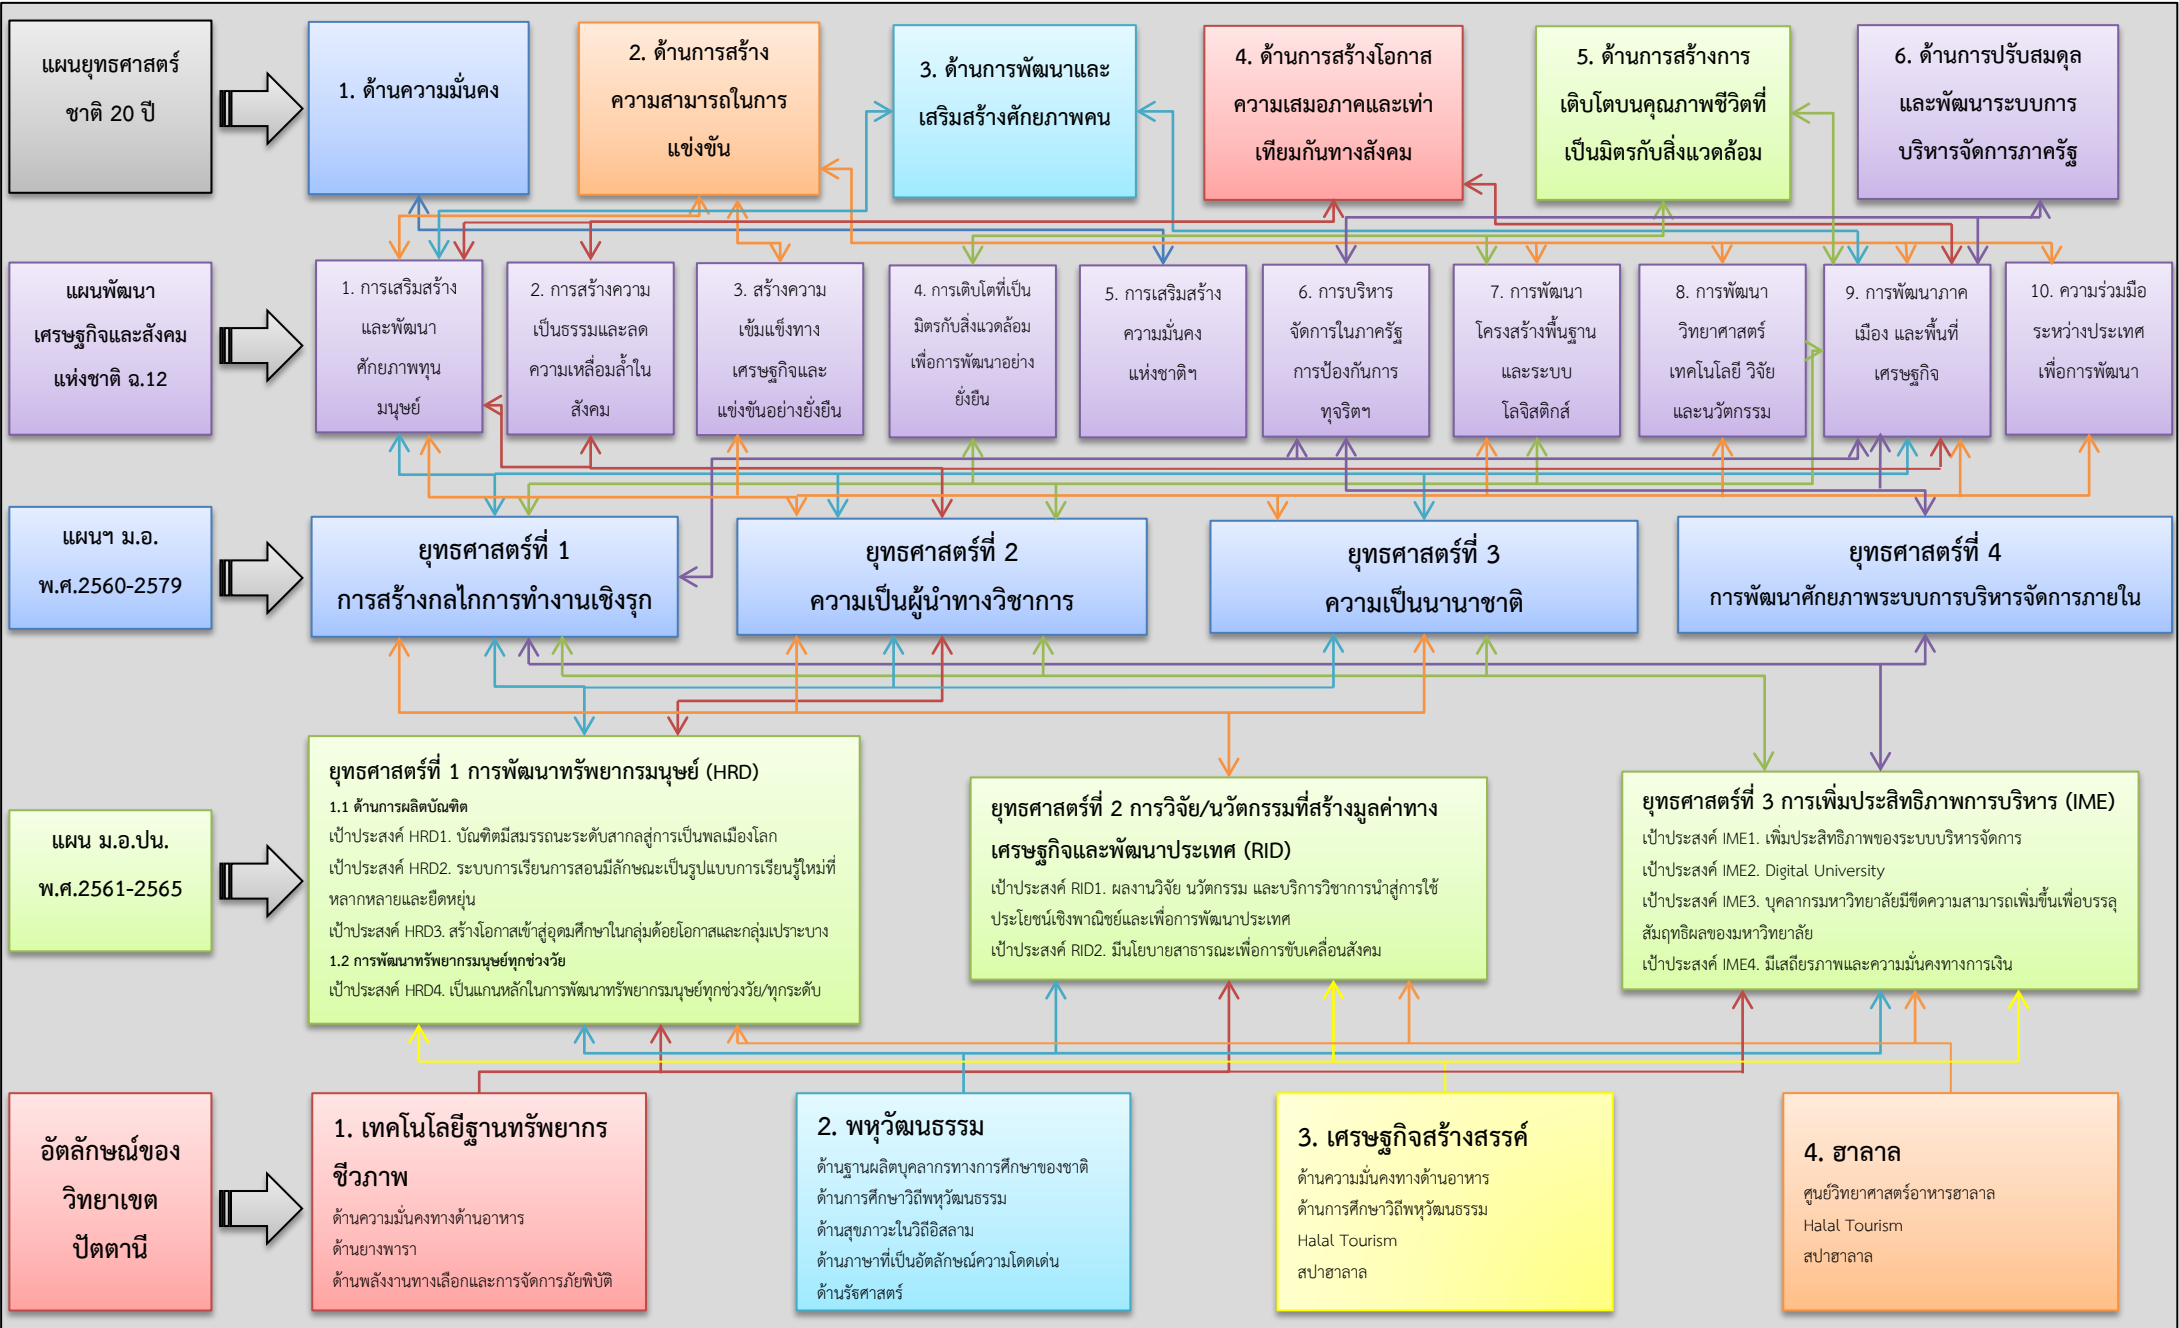 แผนยุทธศาสตร์
ชาติ 20 ปี
1. ด้านความมั่นคง
2. ด้านการสร้าง
ความสามารถในการ
แข่งขัน
3. ด้านการพัฒนาและ
เสริมสร้างศักยภาพคน
4. ด้านการสร้างโอกาส
ความเสมอภาคและเท่า
เทียมกันทางสังคม
5. ด้านการสร้างการ
เติบโตบนคุณภาพชีวิตที่
เป็นมิตรกับสิ่งแวดล้อม
6. ด้านการปรับสมดุล
และพัฒนาระบบการ
บริหารจัดการภาครัฐ
แผนพัฒนา
เศรษฐกิจและสังคม
แห่งชาติ ฉ.12
1. การเสริมสร้าง
และพัฒนา
ศักยภาพทุน
มนุษย์
2. การสร้างความ
เป็นธรรมและลด
ความเหลื่อมล้ำใน
สังคม
3. สร้างความ
เข้มแข็งทาง
เศรษฐกิจและ
แข่งขันอย่างยั่งยืน
4. การเติบโตที่เป็น
มิตรกับสิ่งแวดล้อม
เพื่อการพัฒนาอย่าง
ยั่งยืน
5. การเสริมสร้าง
ความมั่นคง
แห่งชาติฯ
6. การบริหาร
จัดการในภาครัฐ
การป้องกันการ
ทุจริตฯ
7. การพัฒนา
โครงสร้างพื้นฐาน
และระบบ
โลจิสติกส์
8. การพัฒนา
วิทยาศาสตร์
เทคโนโลยี วิจัย
และนวัตกรรม
9. การพัฒนาภาค
เมือง และพื้นที่
เศรษฐกิจ
10. ความร่วมมือ
ระหว่างประเทศ
เพื่อการพัฒนา
แผนฯ ม.อ.
พ.ศ.2560-2579
ยุทธศาสตร์ที่ 1
การสร้างกลไกการทำงานเชิงรุก
ยุทธศาสตร์ที่ 2
ความเป็นผู้นำทางวิชาการ
ยุทธศาสตร์ที่ 3
ความเป็นนานาชาติ
ยุทธศาสตร์ที่ 4
การพัฒนาศักยภาพระบบการบริหารจัดการภายใน
แผน ม.อ.ปน.
พ.ศ.2561-2565
ยุทธศาสตร์ที่ 1 การพัฒนาทรัพยากรมนุษย์ (HRD)
1.1 ด้านการผลิตบัณฑิต
เป้าประสงค์ HRD1. บัณฑิตมีสมรรถนะระดับสากลสู่การเป็นพลเมืองโลก
เป้าประสงค์ HRD2. ระบบการเรียนการสอนมีลักษณะเป็นรูปแบบการเรียนรู้ใหม่ที่
หลากหลายและยืดหยุ่น
เป้าประสงค์ HRD3. สร้างโอกาสเข้าสู่อุดมศึกษาในกลุ่มด้อยโอกาสและกลุ่มเปราะบาง
1.2 การพัฒนาทรัพยากรมนุษย์ทุกช่วงวัย
เป้าประสงค์ HRD4. เป็นแกนหลักในการพัฒนาทรัพยากรมนุษย์ทุกช่วงวัย/ทุกระดับ
ยุทธศาสตร์ที่ 2 การวิจัย/นวัตกรรมที่สร้างมูลค่าทาง
เศรษฐกิจและพัฒนาประเทศ (RID)
เป้าประสงค์ RID1. ผลงานวิจัย นวัตกรรม และบริการวิชาการนำสู่การใช้
ประโยชน์เชิงพาณิชย์และเพื่อการพัฒนาประเทศ
เป้าประสงค์ RID2. มีนโยบายสาธารณะเพื่อการขับเคลื่อนสังคม
ยุทธศาสตร์ที่ 3 การเพิ่มประสิทธิภาพการบริหาร (IME)
เป้าประสงค์ IME1. เพิ่มประสิทธิภาพของระบบบริหารจัดการ
เป้าประสงค์ IME2. Digital University
เป้าประสงค์ IME3. บุคลากรมหาวิทยาลัยมีขีดความสามารถเพิ่มขึ้นเพื่อบรรลุ
สัมฤทธิผลของมหาวิทยาลัย
เป้าประสงค์ IME4. มีเสถียรภาพและความมั่นคงทางการเงิน
อัตลักษณ์ของ
วิทยาเขต
ปัตตานี
1. เทคโนโลยีฐานทรัพยากร
ชีวภาพ
ด้านความมั่นคงทางด้านอาหาร
ด้านยางพารา
ด้านพลังงานทางเลือกและการจัดการภัยพิบัติ
2. พหุวัฒนธรรม
ด้านฐานผลิตบุคลากรทางการศึกษาของชาติ
ด้านการศึกษาวิถีพหุวัฒนธรรม
ด้านสุขภาวะในวิถีอิสลาม
ด้านภาษาที่เป็นอัตลักษณ์ความโดดเด่น
ด้านรัฐศาสตร์
3. เศรษฐกิจสร้างสรรค์
ด้านความมั่นคงทางด้านอาหาร
ด้านการศึกษาวิถีพหุวัฒนธรรม
Halal Tourism
สปาฮาลาล
4. ฮาลาล
ศูนย์วิทยาศาสตร์อาหารฮาลาล
Halal Tourism
สปาฮาลาล